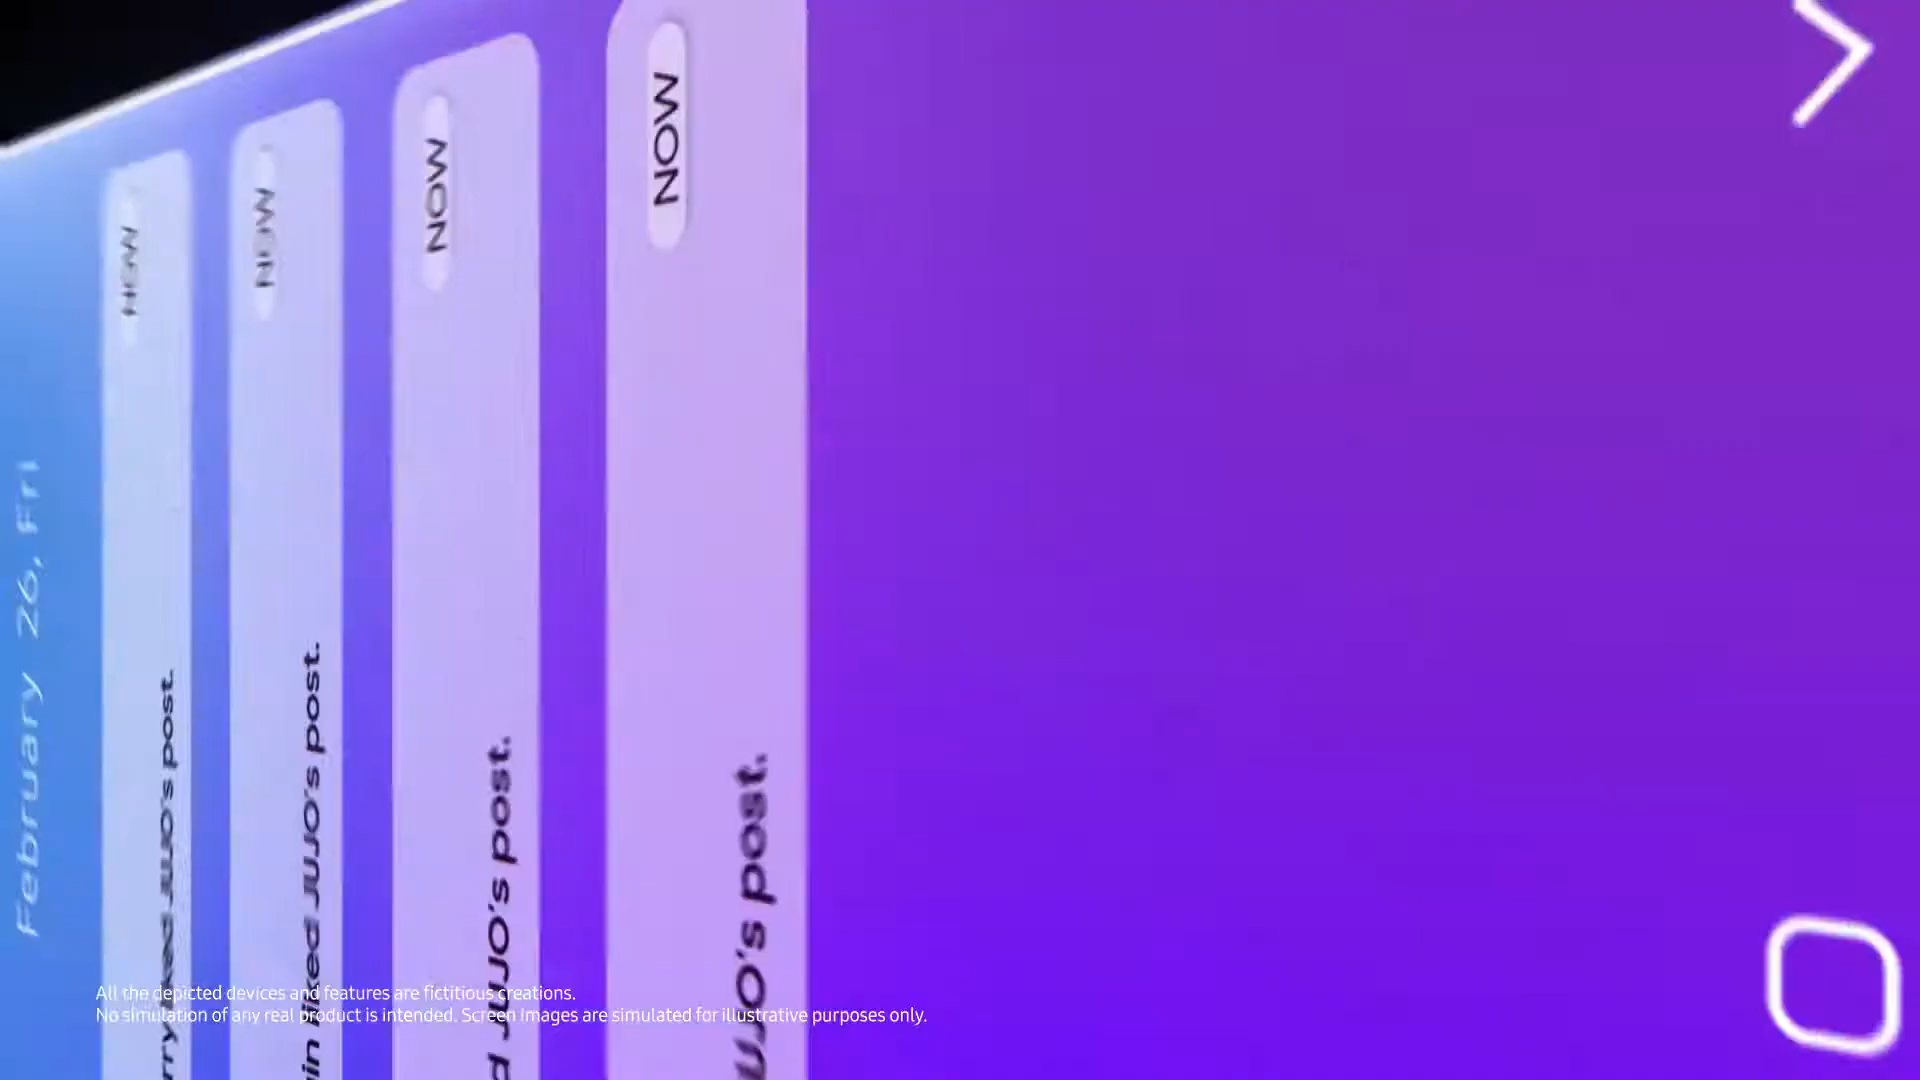 February 26, Fri
NOW
liked JUJO's post.
NOW
liked JUJO's post.
NOW
JUJO's post.
NOW
post.
All the depicted devices and features are fictitious creations.
No simulation of any real product is intended. Screen Images are simulated for illustrative purposes only.